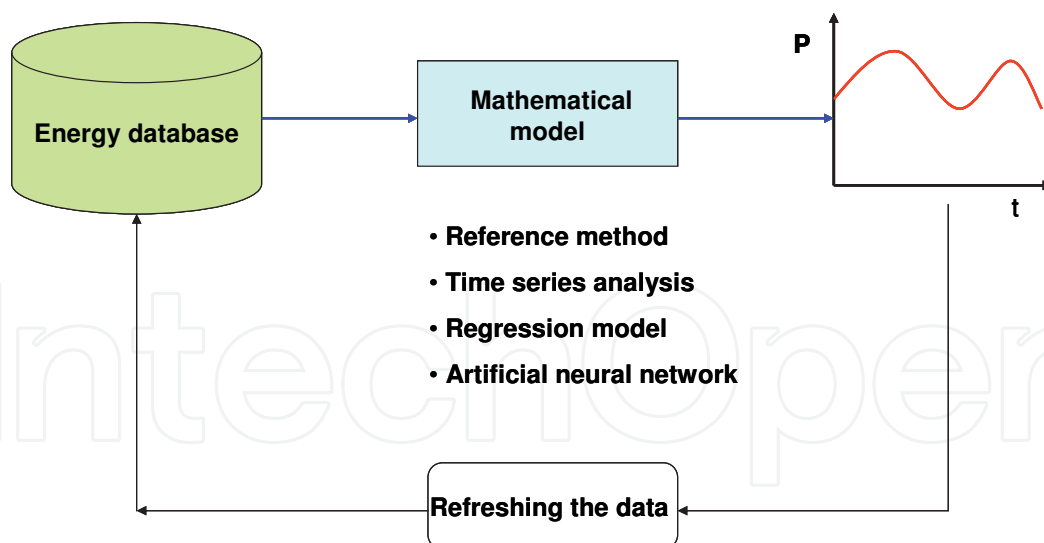 P
Energy database
Mathematical
model
t
• Reference method
• Time series analysis
• Regression model
• Artificial neural network
IntechOpen
Refreshing the data